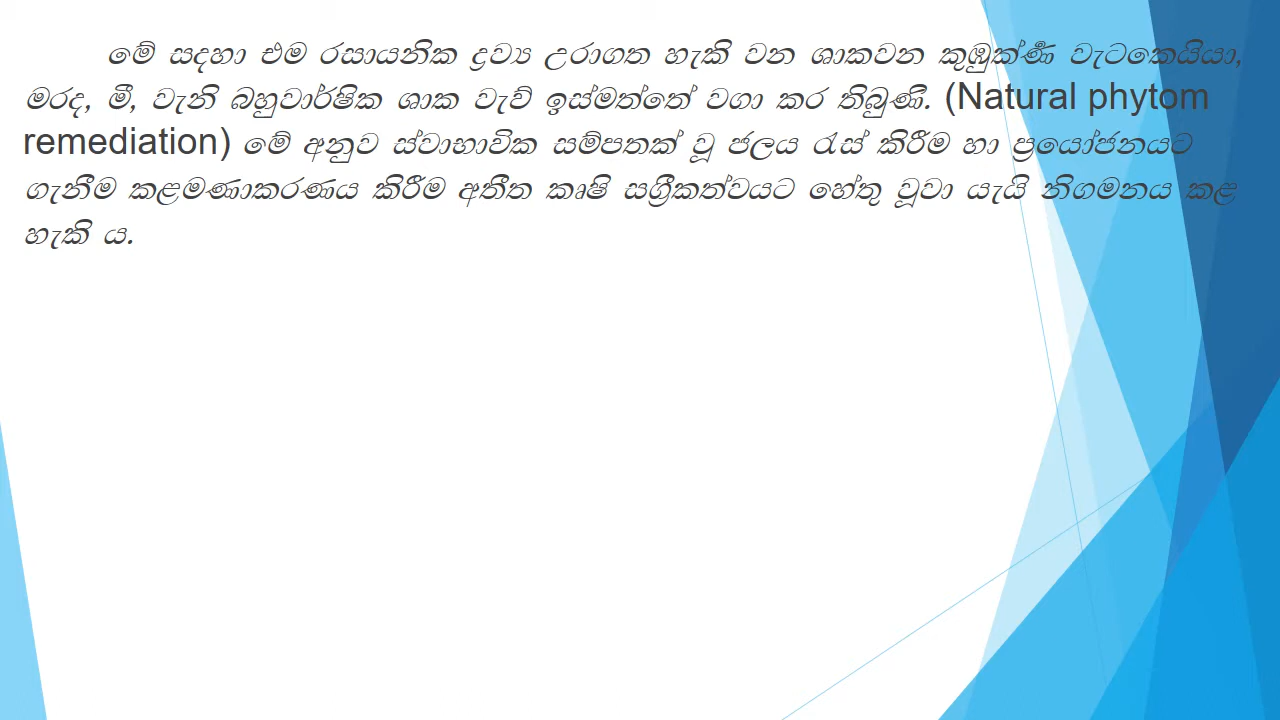 මේ සදහා එම රසායනික ද්‍රව්‍ය උරාගත හැකි වන ශාකවන කුඹුක්ණී වැටකෙයියා,
මරද, මී, වැනි බහුවාර්ෂික ශාක වැව් ඉස්මත්තේ වගා කර තිබුණි. (Natural phytom
remediation) මේ අනුව ස්වාභාවික සම්පතක් වූ ජලය රැස් කිරීම හා ප්‍රයෝජනයට
ගැනීම කළමණාකරණය කිරීම අතීත කෘෂි සශ්‍රීකත්වයට හේතු වූවා යැයි නිගමනය කළ
හැකි ය.